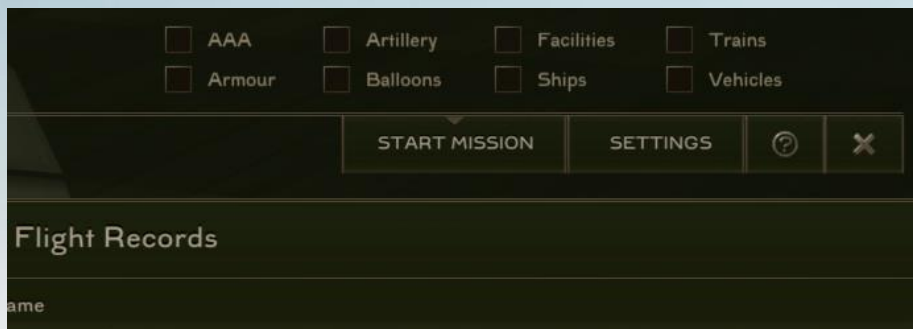 AAA Artillery Facilities Trains
Armour Balloons Ships Vehicles
START MISSION SETTINGS ? X
Flight Records
ame